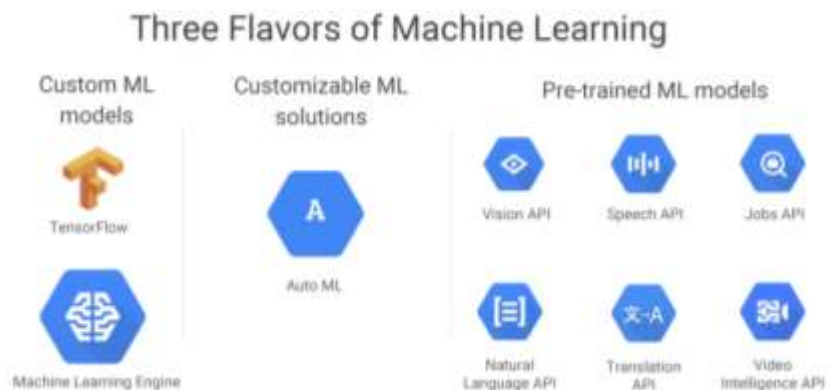 Three Flavors of Machine Learning
Custom ML
models
TensorFlow
Machine Learning Engine
Customizable ML
solutions
A
Auto ML
Pre-trained ML models
Vision API
Speech API
Jobs API
Natural
Language API
文→A
Translation
API
Video
Intelligence API